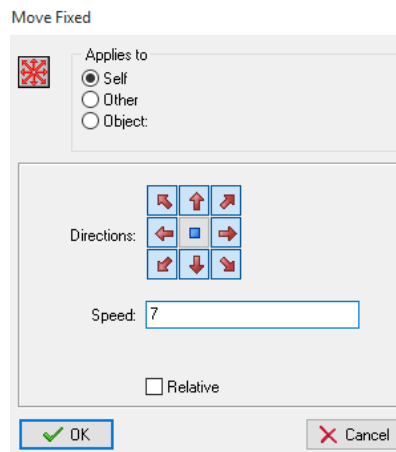 Move Fixed
Applies to
Self
Other
Object:
Directions:
Speed: 7
Relative
OK
Cancel